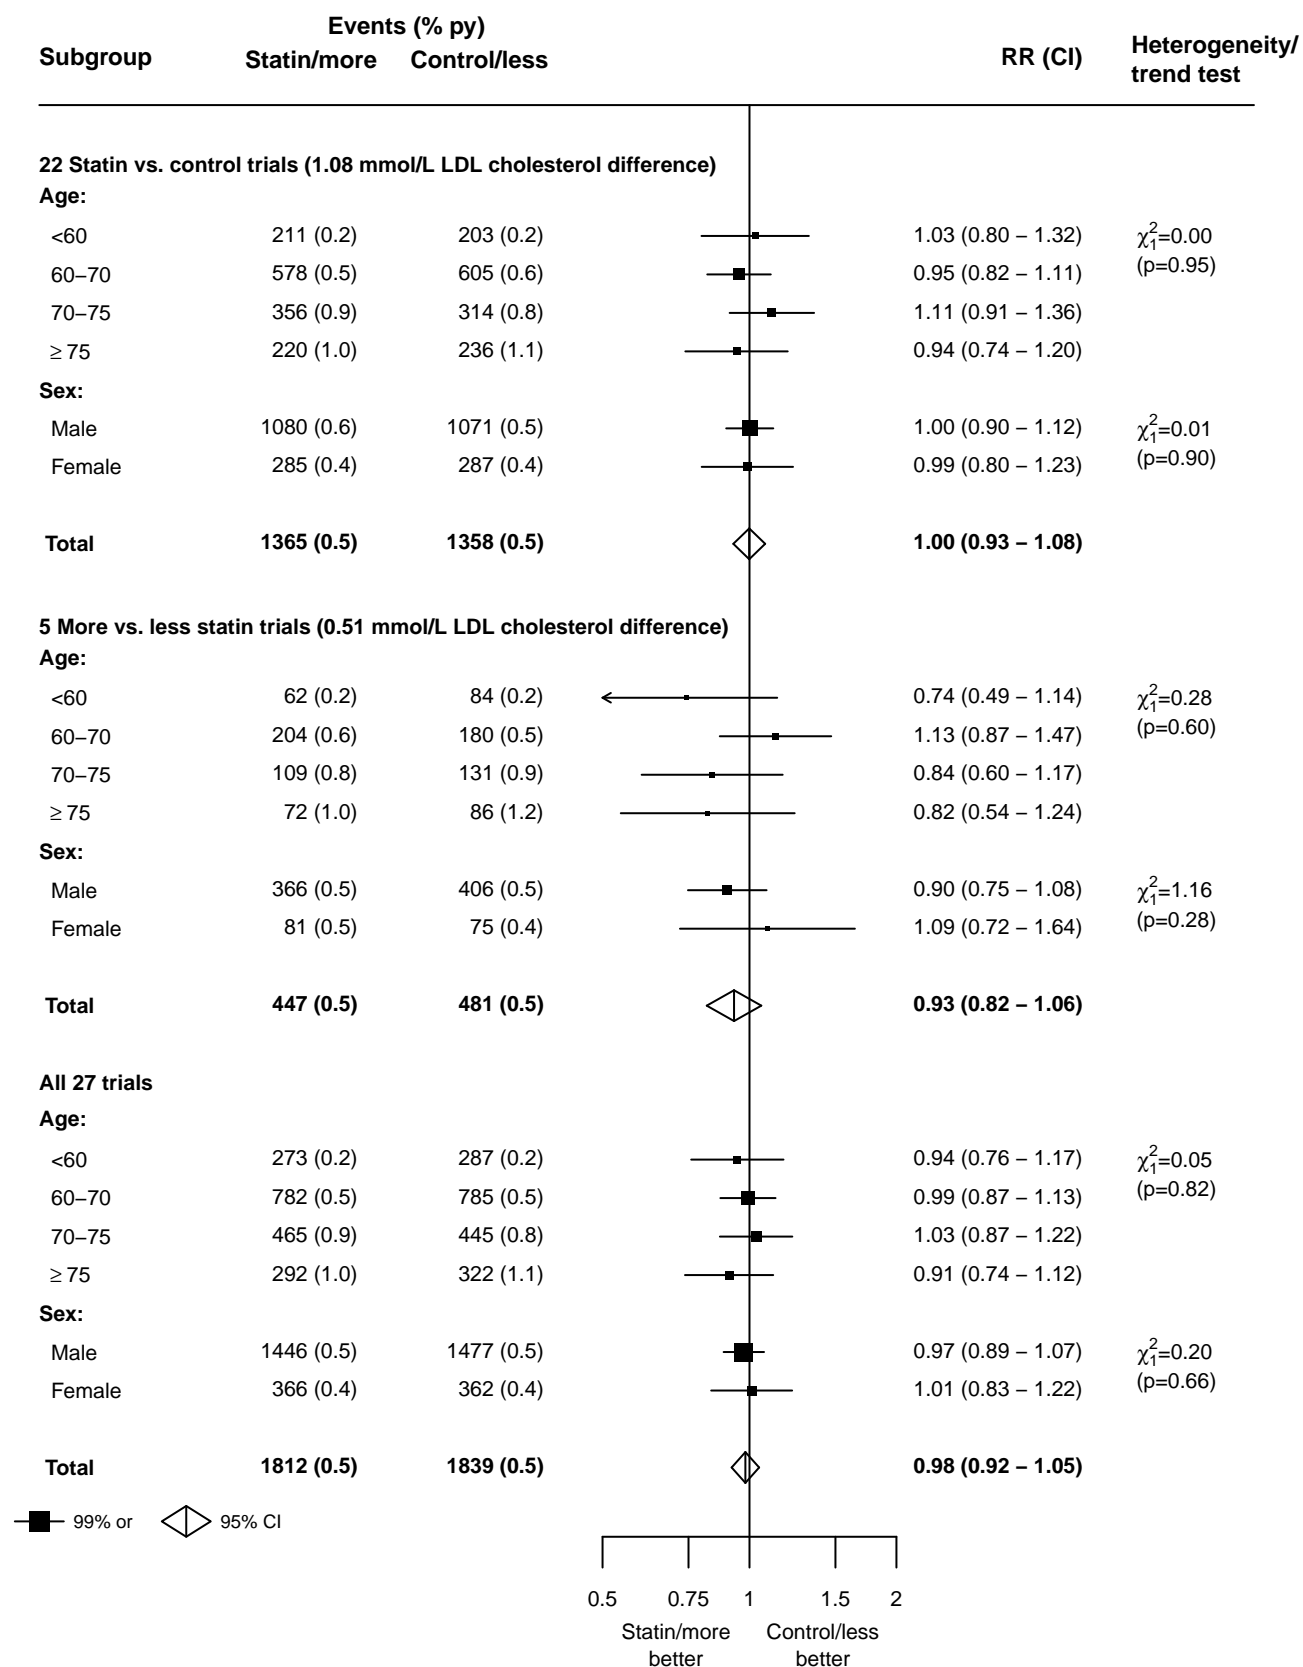 Events (% py)
Subgroup Statin/more Control/less RR (CI) Heterogeneity/
trend test
22 Statin vs. control trials (1.08 mmol/L LDL cholesterol difference)
Age:
<60 211 (0.2) 203 (0.2) 1.03 (0.80 – 1.32) χ²₁=0.00
60–70 578 (0.5) 605 (0.6) 0.95 (0.82 – 1.11) (p=0.95)
70–75 356 (0.9) 314 (0.8) 1.11 (0.91 – 1.36)
≥ 75 220 (1.0) 236 (1.1) 0.94 (0.74 – 1.20)
Sex:
Male 1080 (0.6) 1071 (0.5) 1.00 (0.90 – 1.12) χ²₁=0.01
Female 285 (0.4) 287 (0.4) 0.99 (0.80 – 1.23) (p=0.90)
Total 1365 (0.5) 1358 (0.5) 1.00 (0.93 – 1.08)
5 More vs. less statin trials (0.51 mmol/L LDL cholesterol difference)
Age:
<60 62 (0.2) 84 (0.2) 0.74 (0.49 – 1.14) χ²₁=0.28
60–70 204 (0.6) 180 (0.5) 1.13 (0.87 – 1.47) (p=0.60)
70–75 109 (0.8) 131 (0.9) 0.84 (0.60 – 1.17)
≥ 75 72 (1.0) 86 (1.2) 0.82 (0.54 – 1.24)
Sex:
Male 366 (0.5) 406 (0.5) 0.90 (0.75 – 1.08) χ²₁=1.16
Female 81 (0.5) 75 (0.4) 1.09 (0.72 – 1.64) (p=0.28)
Total 447 (0.5) 481 (0.5) 0.93 (0.82 – 1.06)
All 27 trials
Age:
<60 273 (0.2) 287 (0.2) 0.94 (0.76 – 1.17) χ²₁=0.05
60–70 782 (0.5) 785 (0.5) 0.99 (0.87 – 1.13) (p=0.82)
70–75 465 (0.9) 445 (0.8) 1.03 (0.87 – 1.22)
≥ 75 292 (1.0) 322 (1.1) 0.91 (0.74 – 1.12)
Sex:
Male 1446 (0.5) 1477 (0.5) 0.97 (0.89 – 1.07) χ²₁=0.20
Female 366 (0.4) 362 (0.4) 1.01 (0.83 – 1.22) (p=0.66)
Total 1812 (0.5) 1839 (0.5) 0.98 (0.92 – 1.05)
99% or 95% CI
0.5 0.75 1 1.5 2
Statin/more Control/less
better better